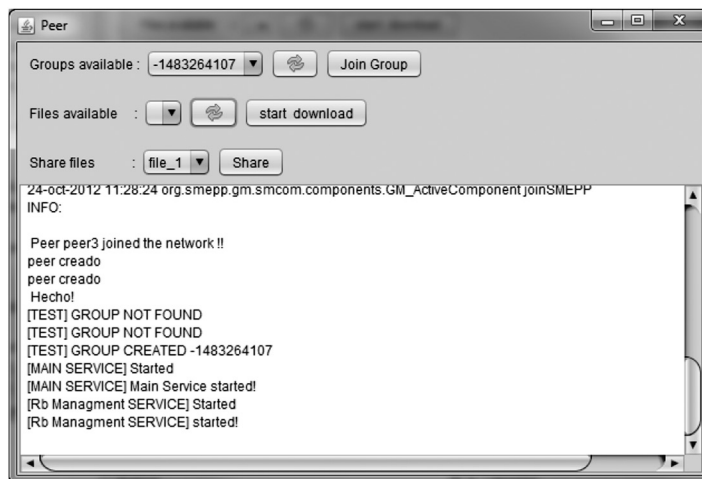 Peer
Groups available : -1483264107 Join Group
Files available : start download
Share files : file_1 Share
24-oct-2012 11:28:24 org.smepp.gm.smcom.components.GM_ActiveComponent joinSMEPP
INFO:
Peer peer3 joined the network !!
peer creado
peer creado
Hecho!
[TEST] GROUP NOT FOUND
[TEST] GROUP NOT FOUND
[TEST] GROUP CREATED -1483264107
[MAIN SERVICE] Started
[MAIN SERVICE] Main Service started!
[Rb Managment SERVICE] Started
[Rb Managment SERVICE] started!